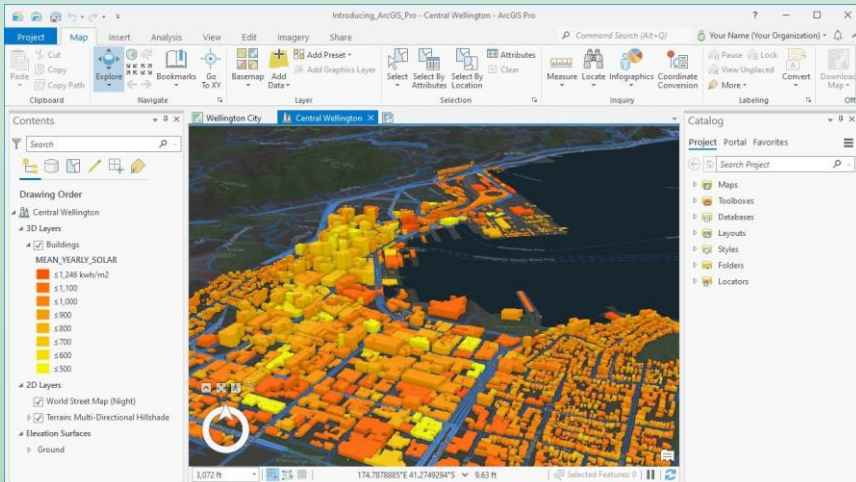 Introducing_ArcGIS_Pro - Central Wellington - ArcGIS Pro
Project Map Insert Analysis View Edit Imagery Share
Command Search (Alt+Q)
Your Name (Your Organization)
Paste
Cut
Copy
Copy Path
Clipboard
Explore
Bookmarks
Go To XY
Navigate
Basemap
Add Data
Add Preset
Add Graphics Layer
Layer
Select
Select By Attributes
Select By Location
Attributes
Clear
Selection
Measure
Locate
Infographics
Coordinate Conversion
Inquiry
Pause
Lock
View Unplaced
More
Convert
Labeling
Download Map
Contents
Search
Drawing Order
Central Wellington
3D Layers
Buildings
MEAN_YEARLY_SOLAR
≤1,246 kwh/m2
≤1,100
≤1,000
≤900
≤800
≤700
≤600
≤500
2D Layers
World Street Map (Night)
Terrain: Multi-Directional Hillshade
Elevation Surfaces
Ground
Wellington City
Central Wellington
3,072 ft
174.7878885°E 41.2749294°S
9.63 ft
Selected Features: 0
Catalog
Project Portal Favorites
Search Project
Maps
Toolboxes
Databases
Layouts
Styles
Folders
Locators